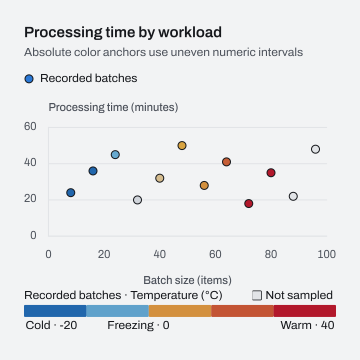 Processing time by workload
Absolute color anchors use uneven numeric intervals
Recorded batches
Processing time (minutes)
60
40
20
0
0 20 40 60 80 100
Batch size (items)
Recorded batches · Temperature (°C) Not sampled
Cold · -20 Freezing · 0 Warm · 40